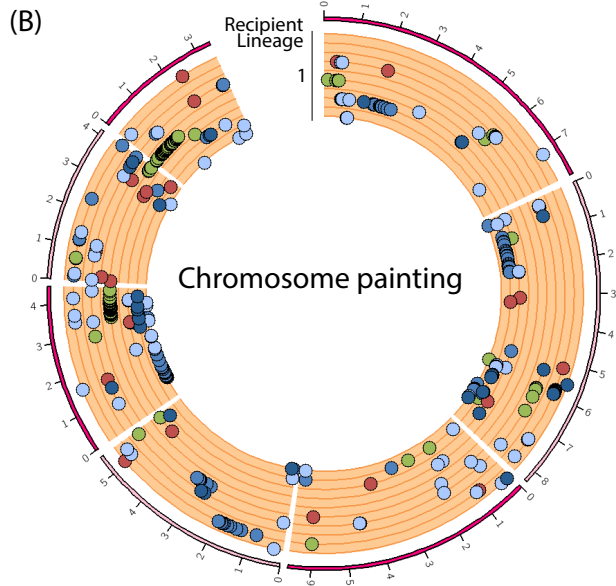 (B)
Recipient
Lineage
1
Chromosome painting
0 1 2 3 4 5 6 7
0 1 2 3 4 5 6 7 8
0 1 2 3 4 5 6
0 1 2 3 4 5
0 1 2 3 4
0 1 2 3 4
0 1 2 3